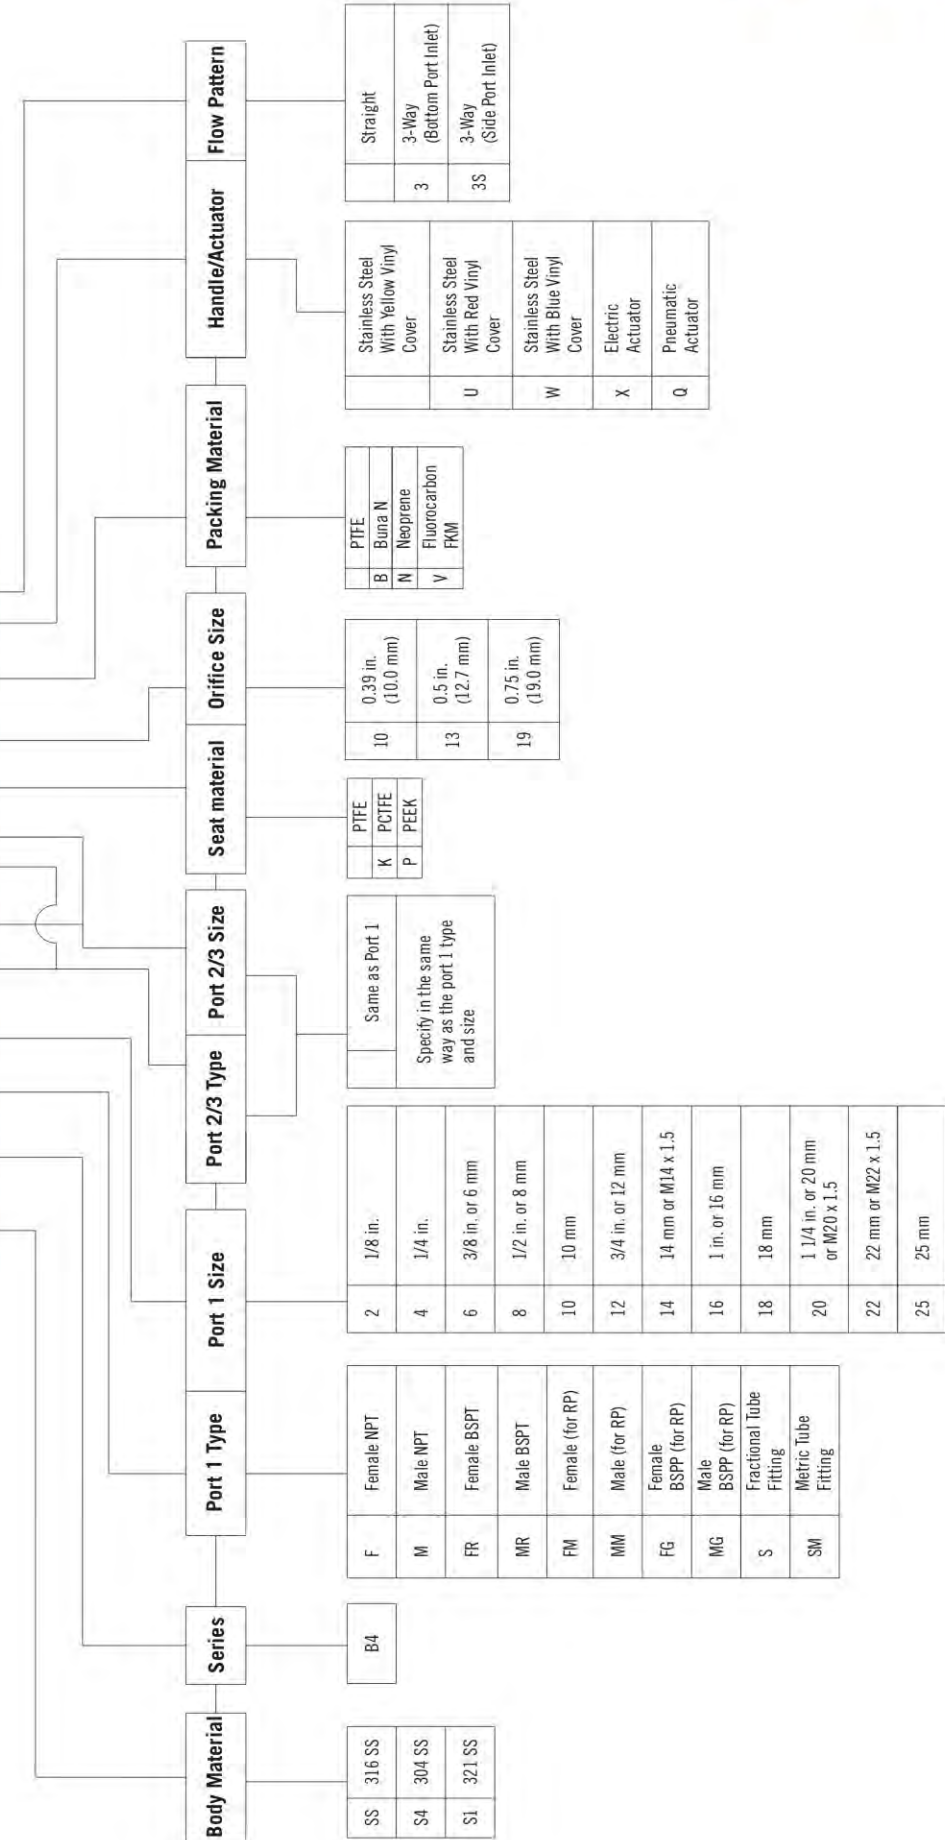 Body Material
SS 316 SS
S4 304 SS
S1 321 SS
Series
B4
Port 1 Type
F Female NPT
M Male NPT
FR Female BSPT
MR Male BSPT
FM Female (for RP)
MM Male (for RP)
FG Female
BSPP (for RP)
MG Male
BSPP (for RP)
S Fractional Tube
Fitting
SM Metric Tube
Fitting
Port 1 Size
2 1/8 in.
4 1/4 in.
6 3/8 in. or 6 mm
8 1/2 in. or 8 mm
10 10 mm
12 3/4 in. or 12 mm
14 14 mm or M14 x 1.5
16 1 in. or 16 mm
18 18 mm
20 1 1/4 in. or 20 mm
or M20 x 1.5
22 22 mm or M22 x 1.5
25 25 mm
Port 2/3 Type
Port 2/3 Size
Same as Port 1
Specify in the same
way as the port 1 type
and size
Seat material
PTFE
K PCTFE
P PEEK
Orifice Size
10 0.39 in.
(10.0 mm)
13 0.5 in.
(12.7 mm)
19 0.75 in.
(19.0 mm)
Packing Material
PTFE
B Buna N
N Neoprene
V Fluorocarbon
FKM
Handle/Actuator
Stainless Steel
With Yellow Vinyl
Cover
U Stainless Steel
With Red Vinyl
Cover
W Stainless Steel
With Blue Vinyl
Cover
X Electric
Actuator
Q Pneumatic
Actuator
Flow Pattern
Straight
3 3-Way
(Bottom Port Inlet)
3S 3-Way
(Side Port Inlet)